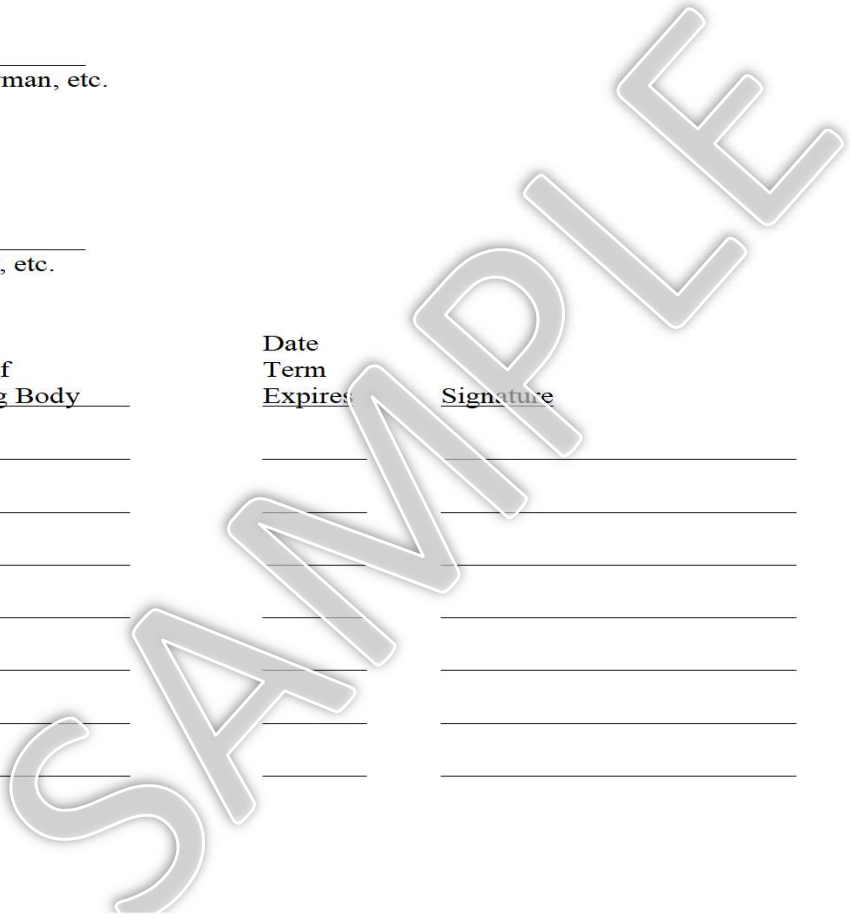 man, etc.
, etc.
Date
f Term
g Body Expires Signature
SAMPLE